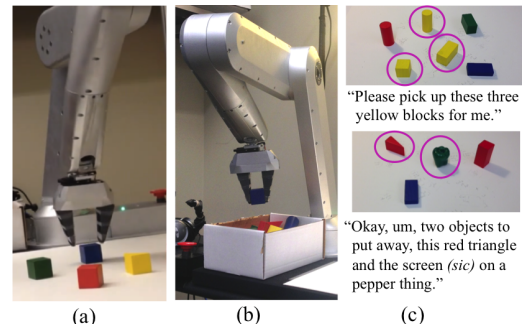 “Please pick up these three
yellow blocks for me.”
“Okay, um, two objects to
put away, this red triangle
and the screen (sic) on a
pepper thing.”
(a)
(b)
(c)